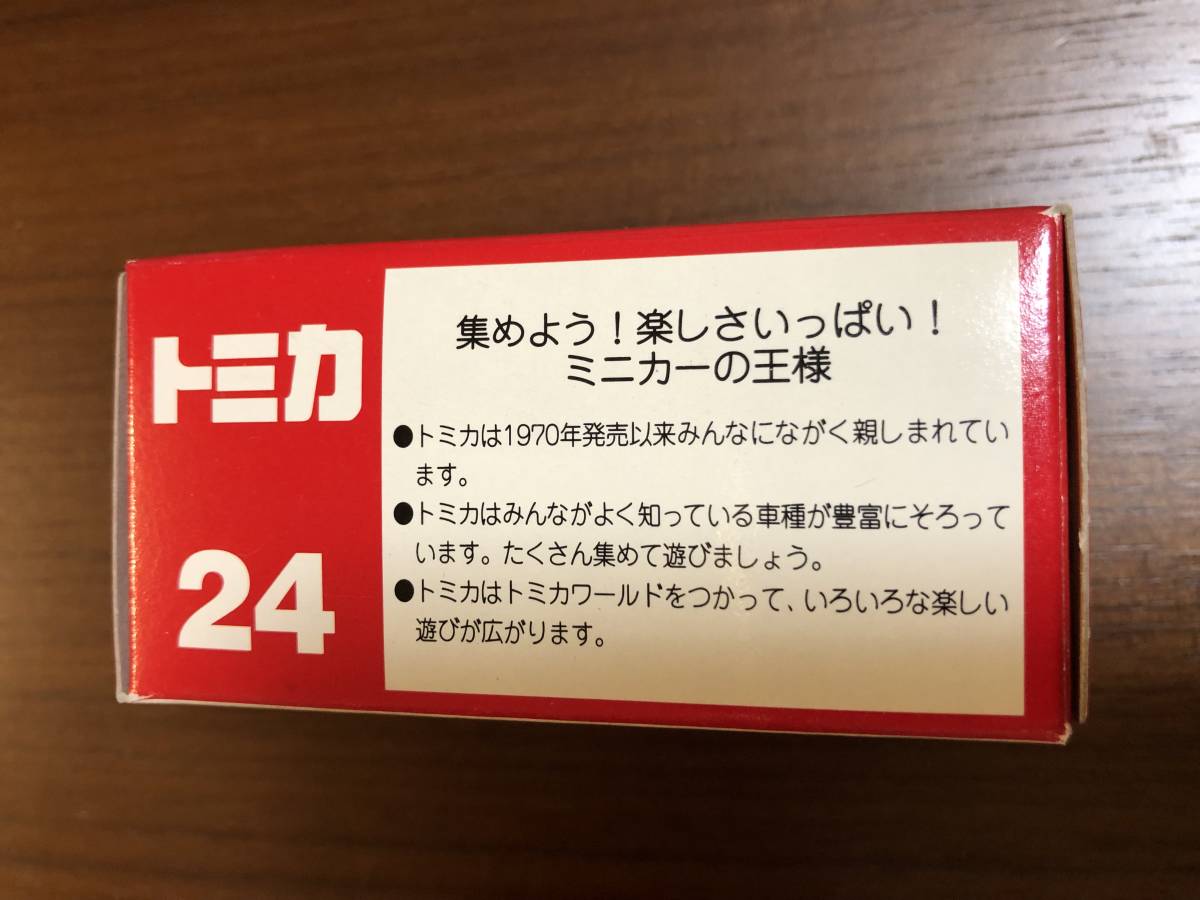 トミカ
24
集めよう！楽しさいっぱい！
ミニカーの王様
●トミカは1970年発売以来みんなにながく親しまれてい
ます。
●トミカはみんながよく知っている車種が豊富にそろって
います。たくさん集めて遊びましょう。
●トミカはトミカワールドをつかって、いろいろな楽しい
遊びが広がります。